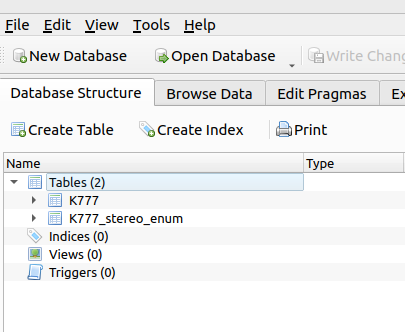 File Edit View Tools Help
New Database Open Database Write Chan
Database Structure Browse Data Edit Pragmas Ex
Create Table Create Index Print
Name Type
Tables (2)
K777
K777_stereo_enum
Indices (0)
Views (0)
Triggers (0)